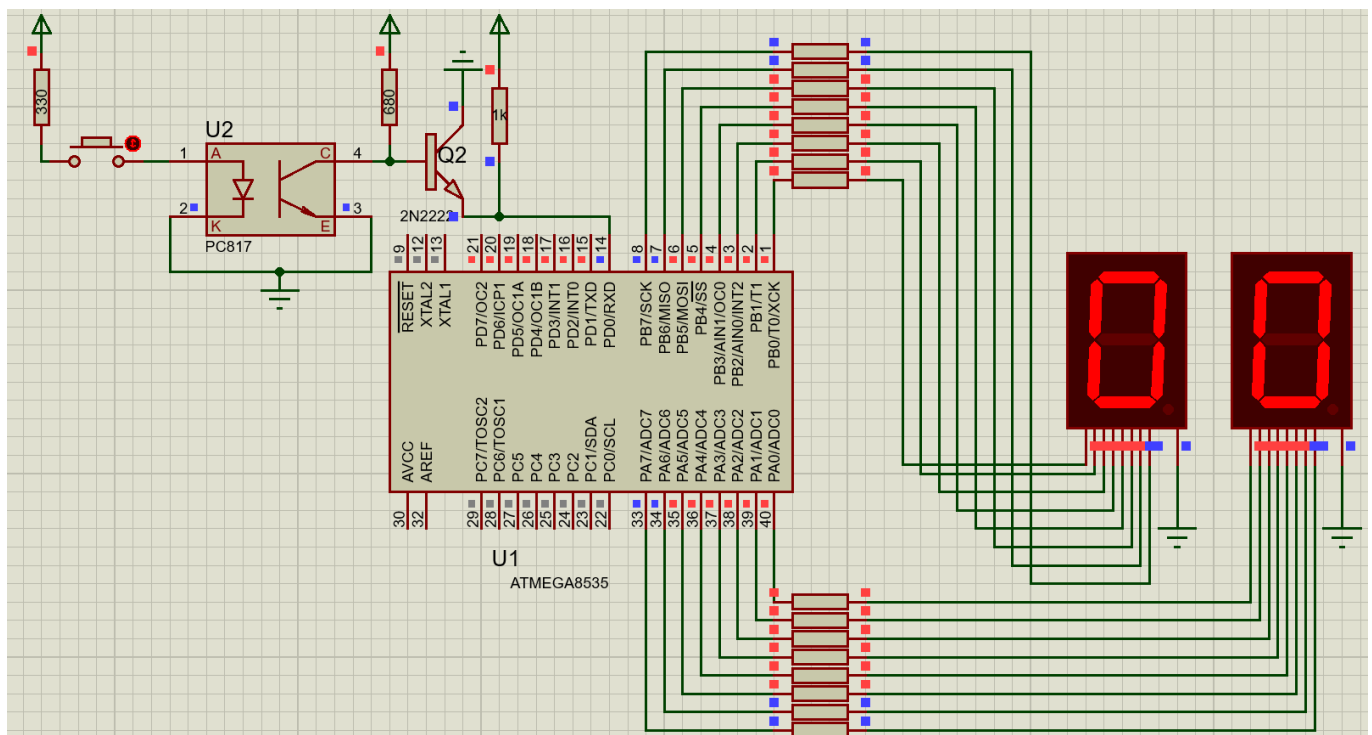 330
680
1k
U2
1
A
C
4
Q2
2
K
E
3
PC817
2N2222
9
12
13
21
20
19
18
17
16
15
14
8
7
6
5
4
3
2
1
RESET
XTAL2
XTAL1
PD7/OC2
PD6/ICP1
PD5/OC1A
PD4/OC1B
PD3/INT1
PD2/INT0
PD1/TXD
PD0/RXD
PB7/SCK
PB6/MISO
PB5/MOSI
PB4/SS
PB3/AIN1/OC0
PB2/AIN0/INT2
PB1/T1
PB0/T0/XCK
AVCC
AREF
PC7/TOSC2
PC6/TOSC1
PC5
PC4
PC3
PC2
PC1/SDA
PC0/SCL
PA7/ADC7
PA6/ADC6
PA5/ADC5
PA4/ADC4
PA3/ADC3
PA2/ADC2
PA1/ADC1
PA0/ADC0
30
32
29
28
27
26
25
24
23
22
33
34
35
36
37
38
39
40
U1
ATMEGA8535
0
0